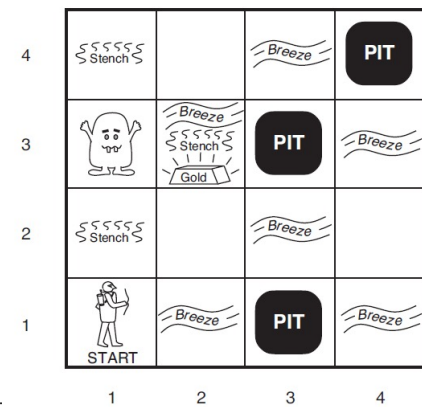 4 Stench Breeze PIT
Breeze
3 Stench PIT Breeze
Gold
2 Stench Breeze
1 Breeze PIT Breeze
START
1 2 3 4